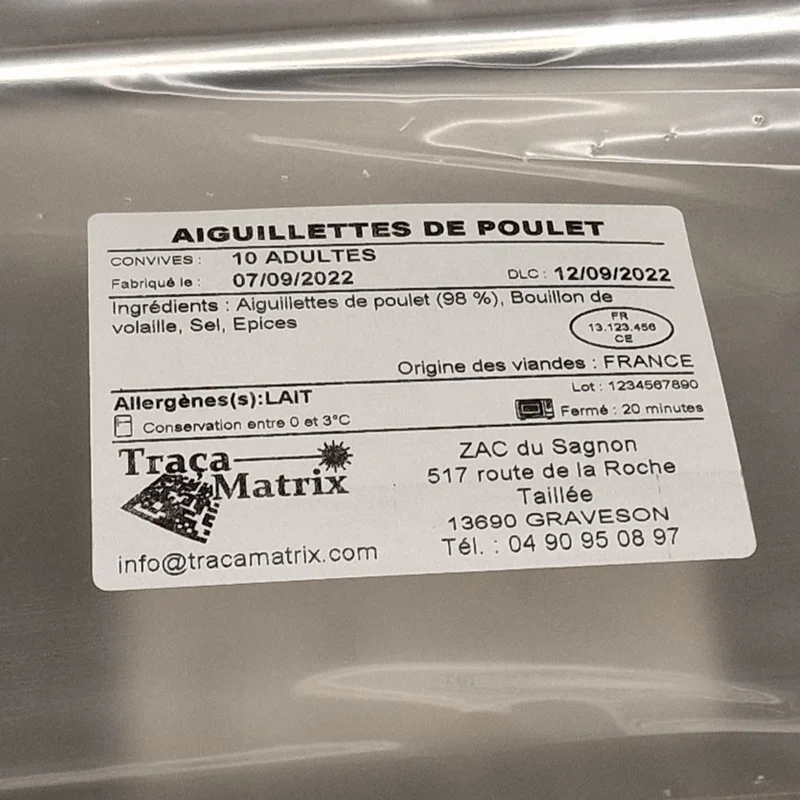 AIGUILLETTES DE POULET
CONVIVES : 10 ADULTES
Fabriqué le : 07/09/2022 DLC : 12/09/2022
Ingrédients : Aiguillettes de poulet (98 %), Bouillon de
volaille, Sel, Epices
FR
13.123.456
CE
Origine des viandes : FRANCE
Lot : 1234567890
Allergènes(s):LAIT
Conservation entre 0 et 3°C
Fermé : 20 minutes
Traça
Matrix
info@tracamatrix.com
ZAC du Sagnon
517 route de la Roche
Taillée
13690 GRAVESON
Tél. : 04 90 95 08 97